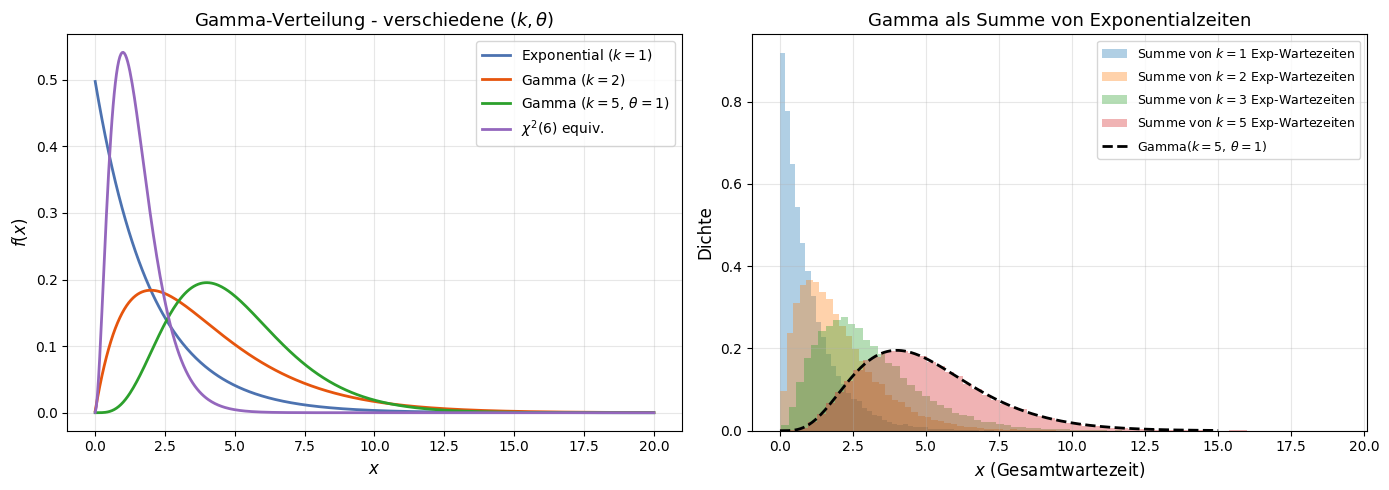 Gamma-Verteilung - verschiedene (k, θ)
f(x)
0.5
0.4
0.3
0.2
0.1
0.0
Exponential (k = 1)
Gamma (k = 2)
Gamma (k = 5, θ = 1)
χ²(6) equiv.
0.0 2.5 5.0 7.5 10.0 12.5 15.0 17.5 20.0
x
Gamma als Summe von Exponentialzeiten
Dichte
0.8
0.6
0.4
0.2
0.0
Summe von k = 1 Exp-Wartezeiten
Summe von k = 2 Exp-Wartezeiten
Summe von k = 3 Exp-Wartezeiten
Summe von k = 5 Exp-Wartezeiten
Gamma(k = 5, θ = 1)
0.0 2.5 5.0 7.5 10.0 12.5 15.0 17.5 20.0
x (Gesamtwartezeit)